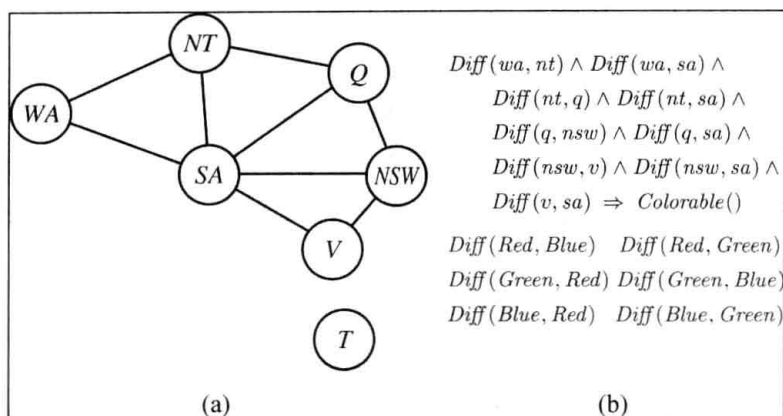 NT
Q
WA
SA
NSW
V
T
(a)
Diff(wa, nt) ∧ Diff(wa, sa) ∧
Diff(nt, q) ∧ Diff(nt, sa) ∧
Diff(q, nsw) ∧ Diff(q, sa) ∧
Diff(nsw, v) ∧ Diff(nsw, sa) ∧
Diff(v, sa) ⇒ Colorable()
Diff(Red, Blue) Diff(Red, Green)
Diff(Green, Red) Diff(Green, Blue)
Diff(Blue, Red) Diff(Blue, Green)
(b)